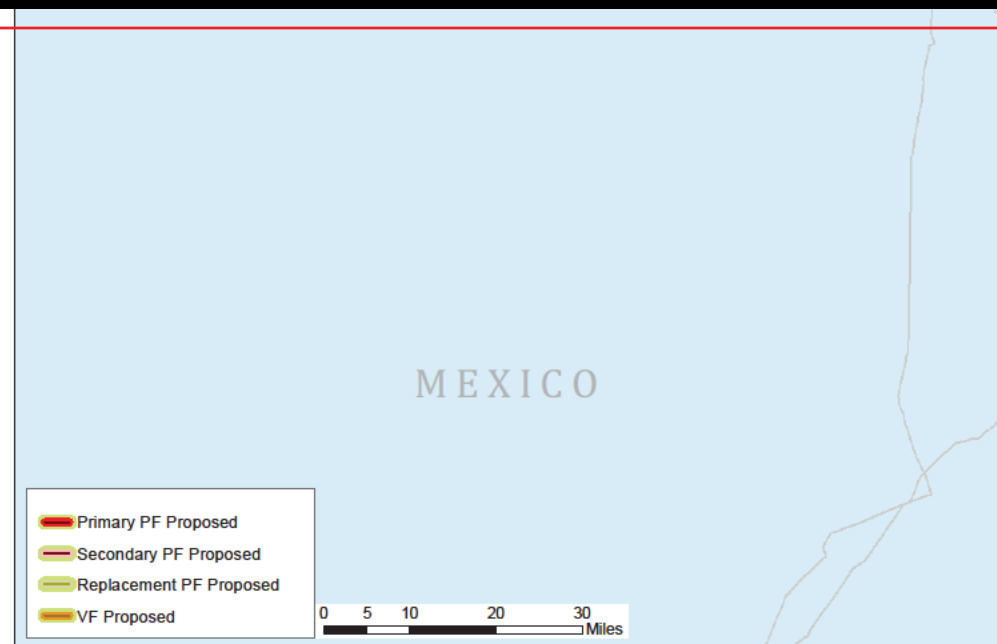 MEXICO
Primary PF Proposed
Secondary PF Proposed
Replacement PF Proposed
VF Proposed
0 5 10 20 30
Miles